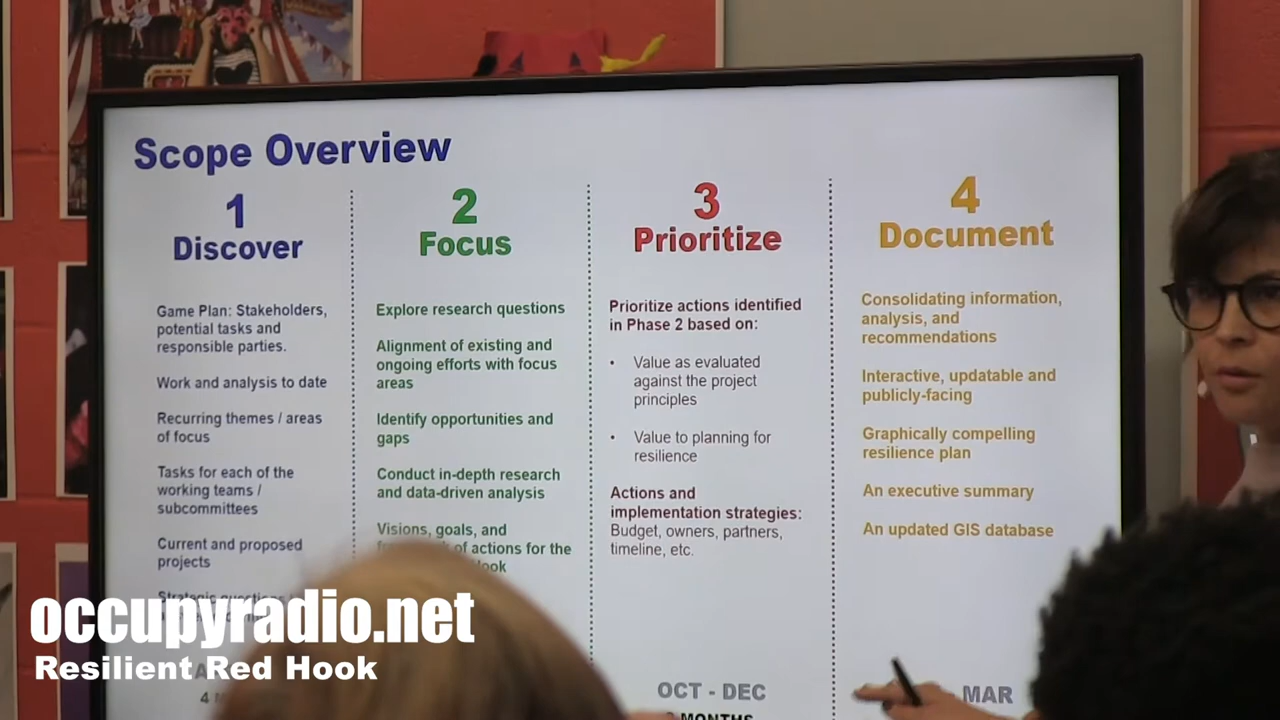 Scope Overview
1
Discover
Game Plan: Stakeholders,
potential tasks and
responsible parties.
Work and analysis to date
Recurring themes / areas
of focus
Tasks for each of the
working teams /
subcommittees
Current and proposed
projects
Strategic questions
2
Focus
Explore research questions
Alignment of existing and
ongoing efforts with focus
areas
Identify opportunities and
gaps
Conduct in-depth research
and data-driven analysis
Visions, goals, and
of actions for the
3
Prioritize
Prioritize actions identified
in Phase 2 based on:
• Value as evaluated
against the project
principles
• Value to planning for
resilience
Actions and
implementation strategies:
Budget, owners, partners,
timeline, etc.
OCT - DEC
MONTHS
4
Document
Consolidating information,
analysis, and
recommendations
Interactive, updatable and
publicly-facing
Graphically compelling
resilience plan
An executive summary
An updated GIS database
MAR
occupyradio.net
Resilient Red Hook